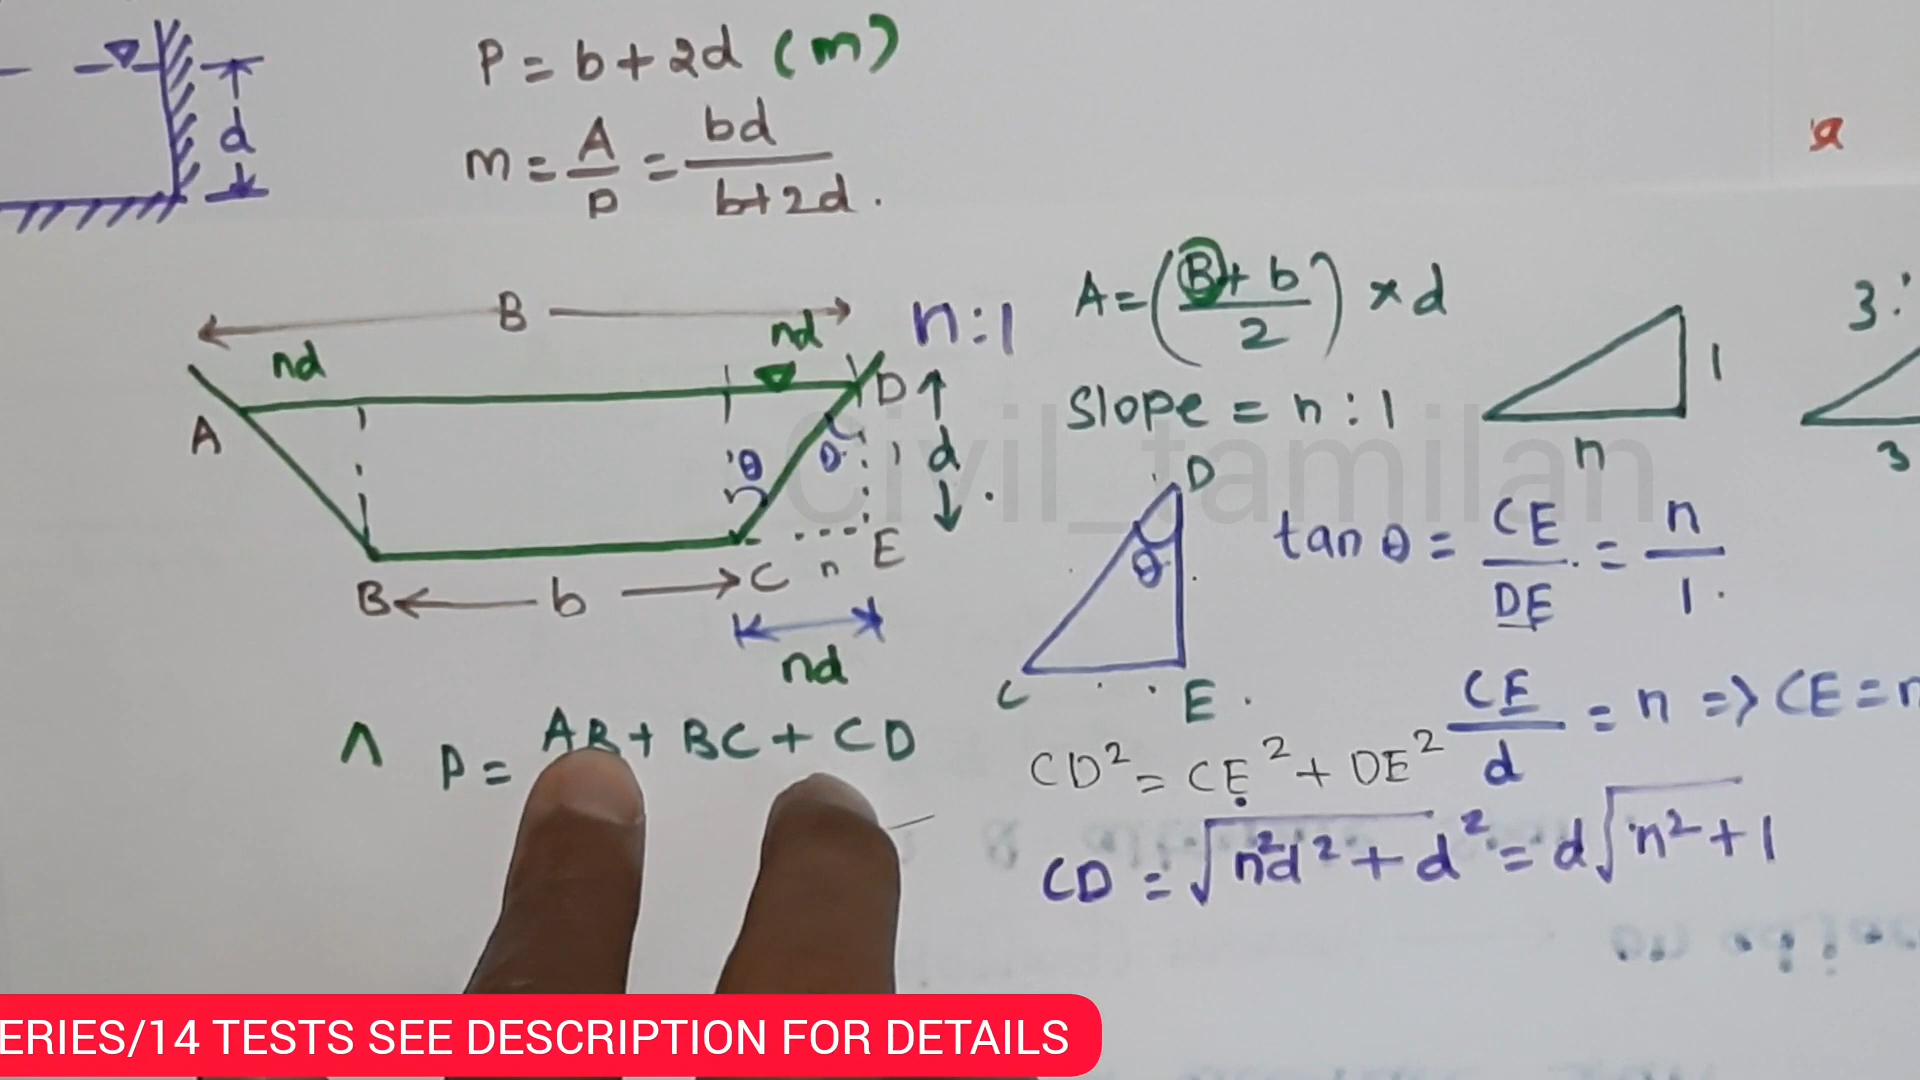 d
P = b + 2d (m)
m = A/P = bd/b+2d .
a
B
n:1
A = (B + b / 2) × d
3:
nd
nd
1
A
D
d
Slope = n : 1
n
3
θ
θ
1
Civil_tamilan
B
b
C
n
E
nd
D
θ
C
E .
tan θ = CE/DE = n/1 .
CE/d = n => CE = n
P = AB + BC + CD
CD² = CE² + DE²
CD = √n²d² + d² = d√n² + 1
ERIES/14 TESTS SEE DESCRIPTION FOR DETAILS